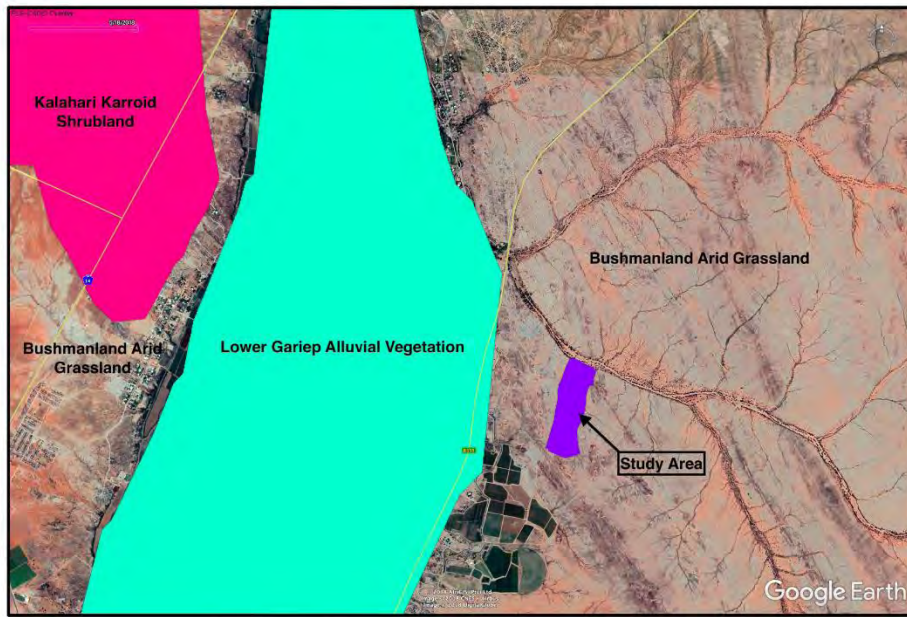 Kalahari Karroid
Shrubland
Bushmanland Arid Grassland
Bushmanland Arid
Grassland
Lower Gariep Alluvial Vegetation
Study Area
Google Earth